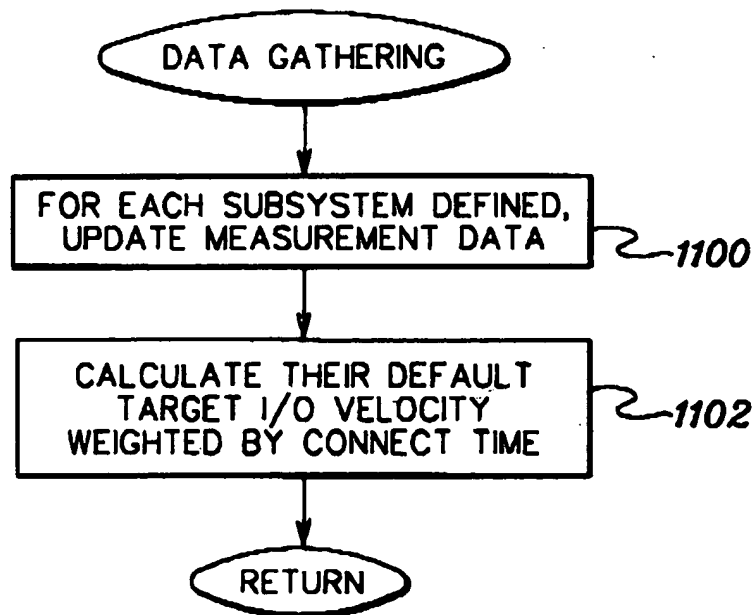 DATA GATHERING
FOR EACH SUBSYSTEM DEFINED,
UPDATE MEASUREMENT DATA
1100
CALCULATE THEIR DEFAULT
TARGET I/O VELOCITY
WEIGHTED BY CONNECT TIME
1102
RETURN